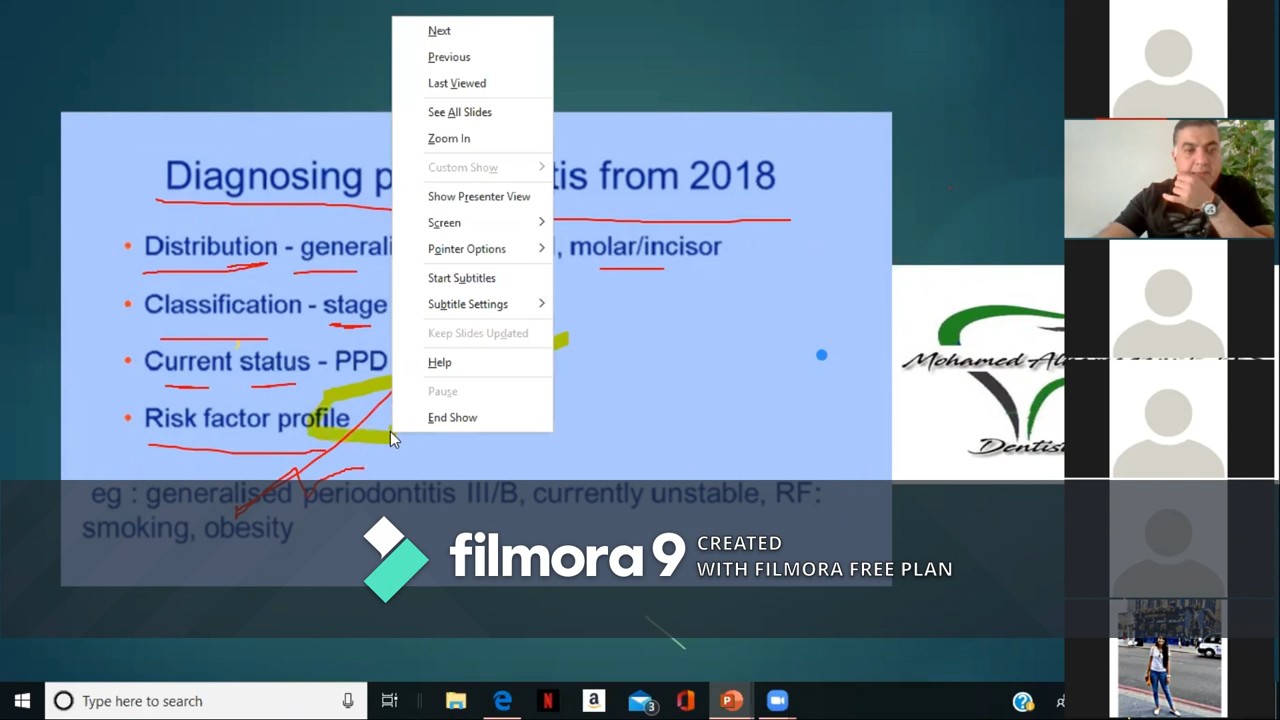 Next
Previous
Last Viewed
See All Slides
Zoom In
Custom Show
Show Presenter View
Screen
Pointer Options
Start Subtitles
Subtitle Settings
Keep Slides Updated
Help
Pause
End Show
Diagnosing p tis from 2018
Distribution - generali , molar/incisor
Classification - stage
Current status - PPD
Risk factor profile
eg : generalised periodontitis III/B, currently unstable, RF:
smoking, obesity
Mohamed
Dentist
filmora9 CREATED
WITH FILMORA FREE PLAN
Type here to search
3